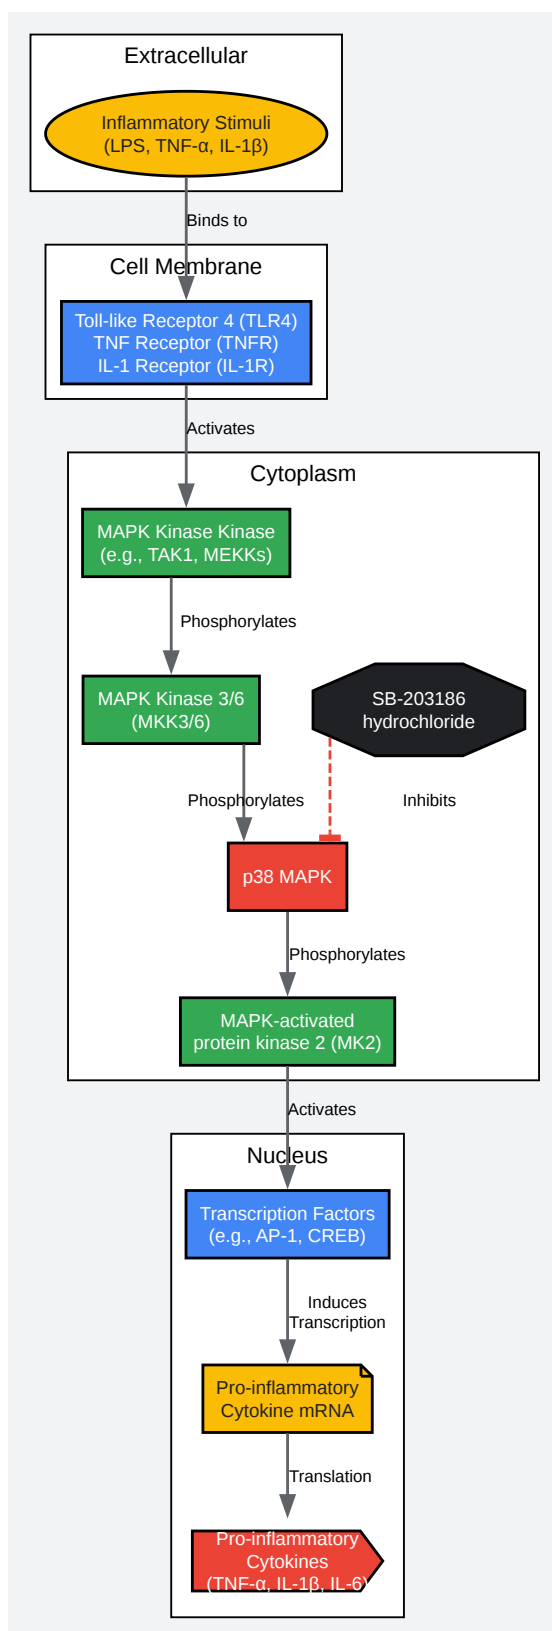 Extracellular
Inflammatory Stimuli
(LPS, TNF-α, IL-1β)
Binds to
Cell Membrane
Toll-like Receptor 4 (TLR4)
TNF Receptor (TNFR)
IL-1 Receptor (IL-1R)
Activates
Cytoplasm
MAPK Kinase Kinase
(e.g., TAK1, MEKKs)
Phosphorylates
MAPK Kinase 3/6
(MKK3/6)
SB-203186
hydrochloride
Phosphorylates
Inhibits
p38 MAPK
Phosphorylates
MAPK-activated
protein kinase 2 (MK2)
Activates
Nucleus
Transcription Factors
(e.g., AP-1, CREB)
Induces
Transcription
Pro-inflammatory
Cytokine mRNA
Translation
Pro-inflammatory
Cytokines
(TNF-α, IL-1β, IL-6)